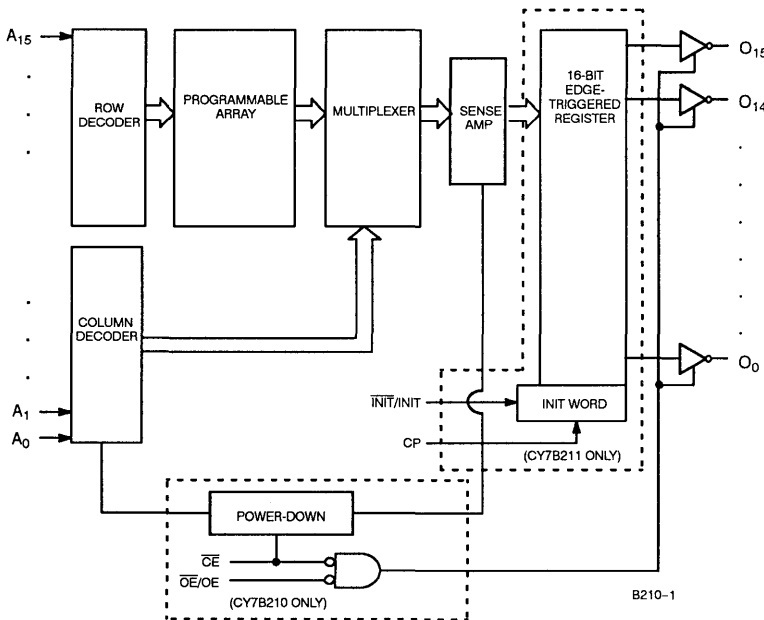 A15
ROW
DECODER
PROGRAMMABLE
ARRAY
MULTIPLEXER
SENSE
AMP
16-BIT
EDGE-
TRIGGERED
REGISTER
O15
O14
COLUMN
DECODER
A1
A0
O0
INIT/INIT
INIT WORD
CP
(CY7B211 ONLY)
POWER-DOWN
CE
OE/OE
(CY7B210 ONLY)
B210-1